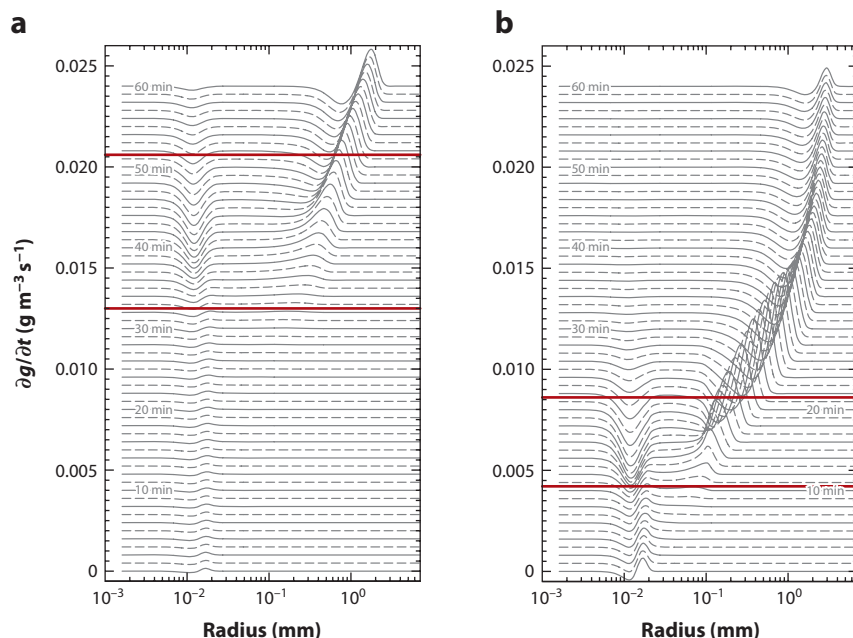 a
b
0.025
0.020
0.015
0.010
0.005
0
60 min
50 min
40 min
30 min
20 min
10 min
∂g/∂t (g m⁻³ s⁻¹)
10⁻³
10⁻²
10⁻¹
10⁰
Radius (mm)
0.025
0.020
0.015
0.010
0.005
0
60 min
50 min
40 min
30 min
20 min
10 min
10⁻³
10⁻²
10⁻¹
10⁰
Radius (mm)